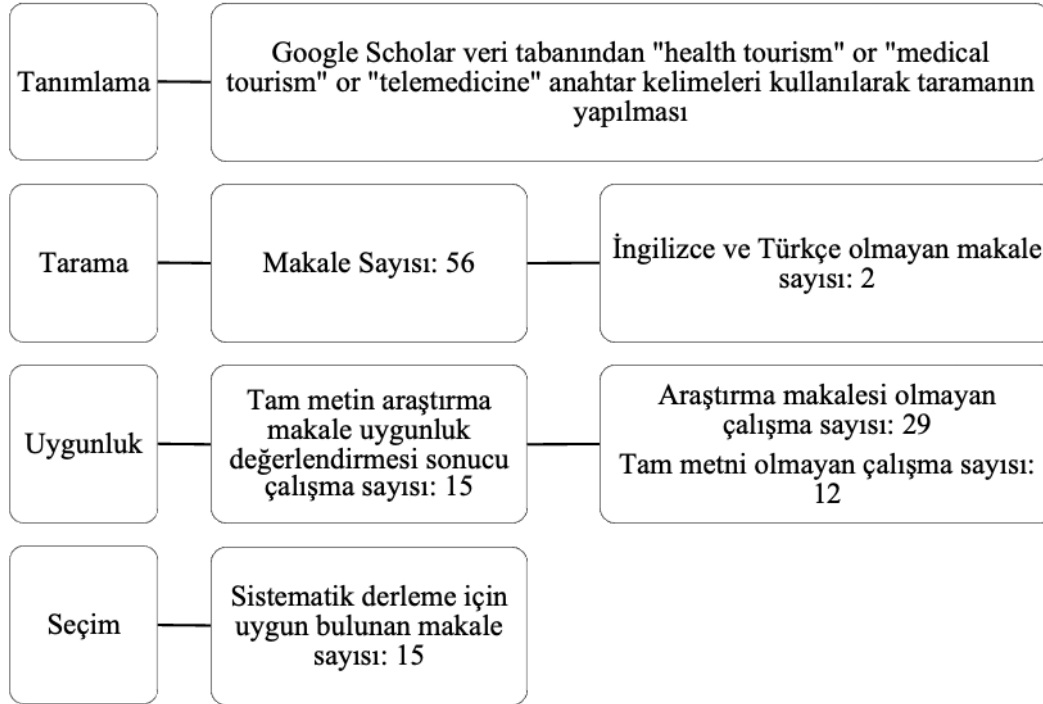 Tanımlama
Google Scholar veri tabanından "health tourism" or "medical
tourism" or "telemedicine" anahtar kelimeleri kullanılarak taramanın
yapılması
Tarama
Makale Sayısı: 56
İngilizce ve Türkçe olmayan makale
sayısı: 2
Uygunluk
Tam metin araştırma
makale uygunluk
değerlendirmesi sonucu
çalışma sayısı: 15
Araştırma makalesi olmayan
çalışma sayısı: 29
Tam metni olmayan çalışma sayısı:
12
Seçim
Sistematik derleme için
uygun bulunan makale
sayısı: 15